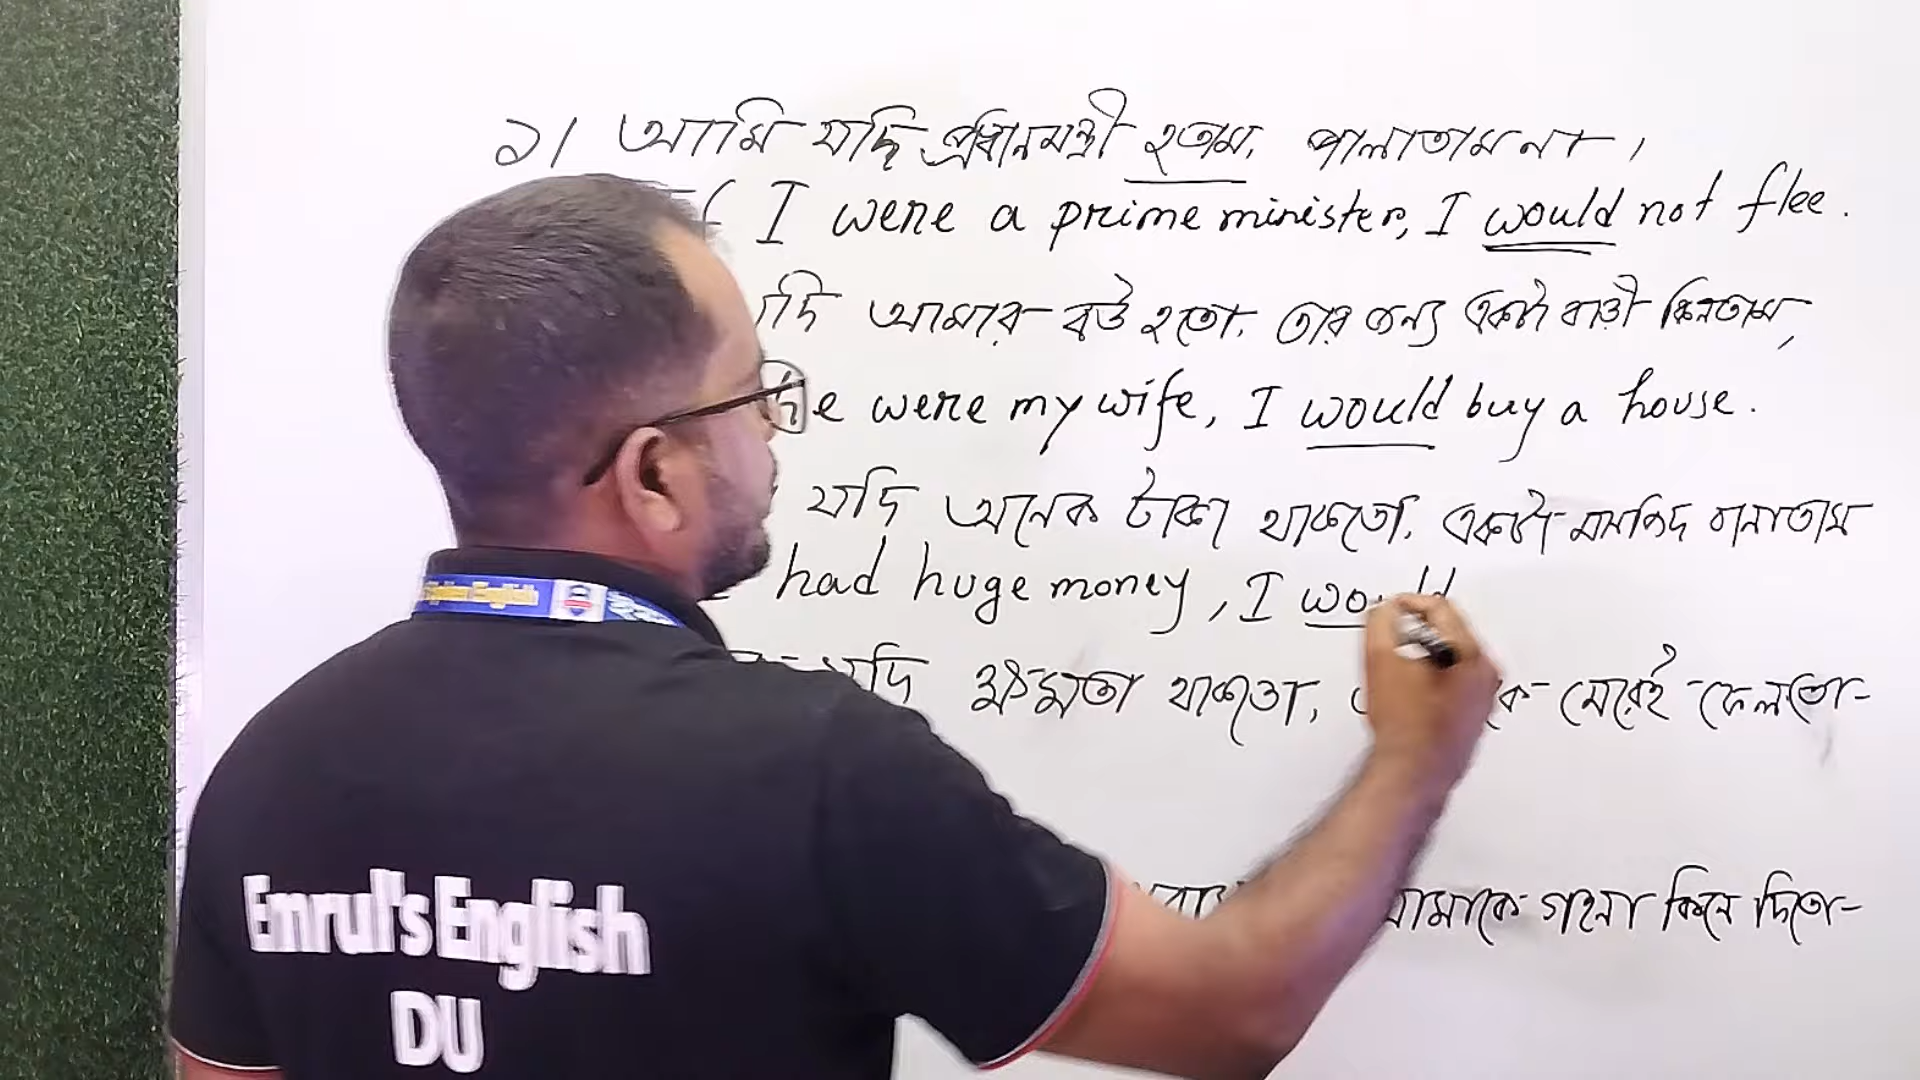 ১। আমি যদি প্রধানমন্ত্রী হতাম, পালাতাম না।
I were a prime minister, I would not flee.
যদি আমার বউ হতো, তার জন্য একটা বাড়ী কিনতাম,
he were my wife, I would buy a house.
যদি অনেক টাকা থাকতো, একটা মসজিদ বানাতাম
had huge money, I would
যদি ক্ষমতা থাকতো, কে মেরেই ফেলতো
আমাকে গহনা কিনে দিতো
Enrul's English
DU